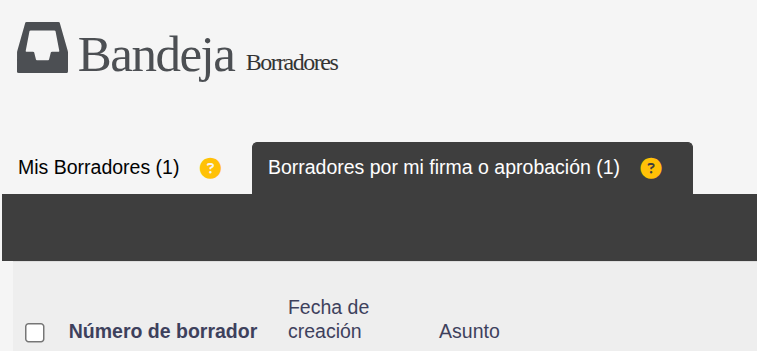 Bandeja Borradores
Mis Borradores (1) ? Borradores por mi firma o aprobación (1) ?
Fecha de
Número de borrador creación Asunto